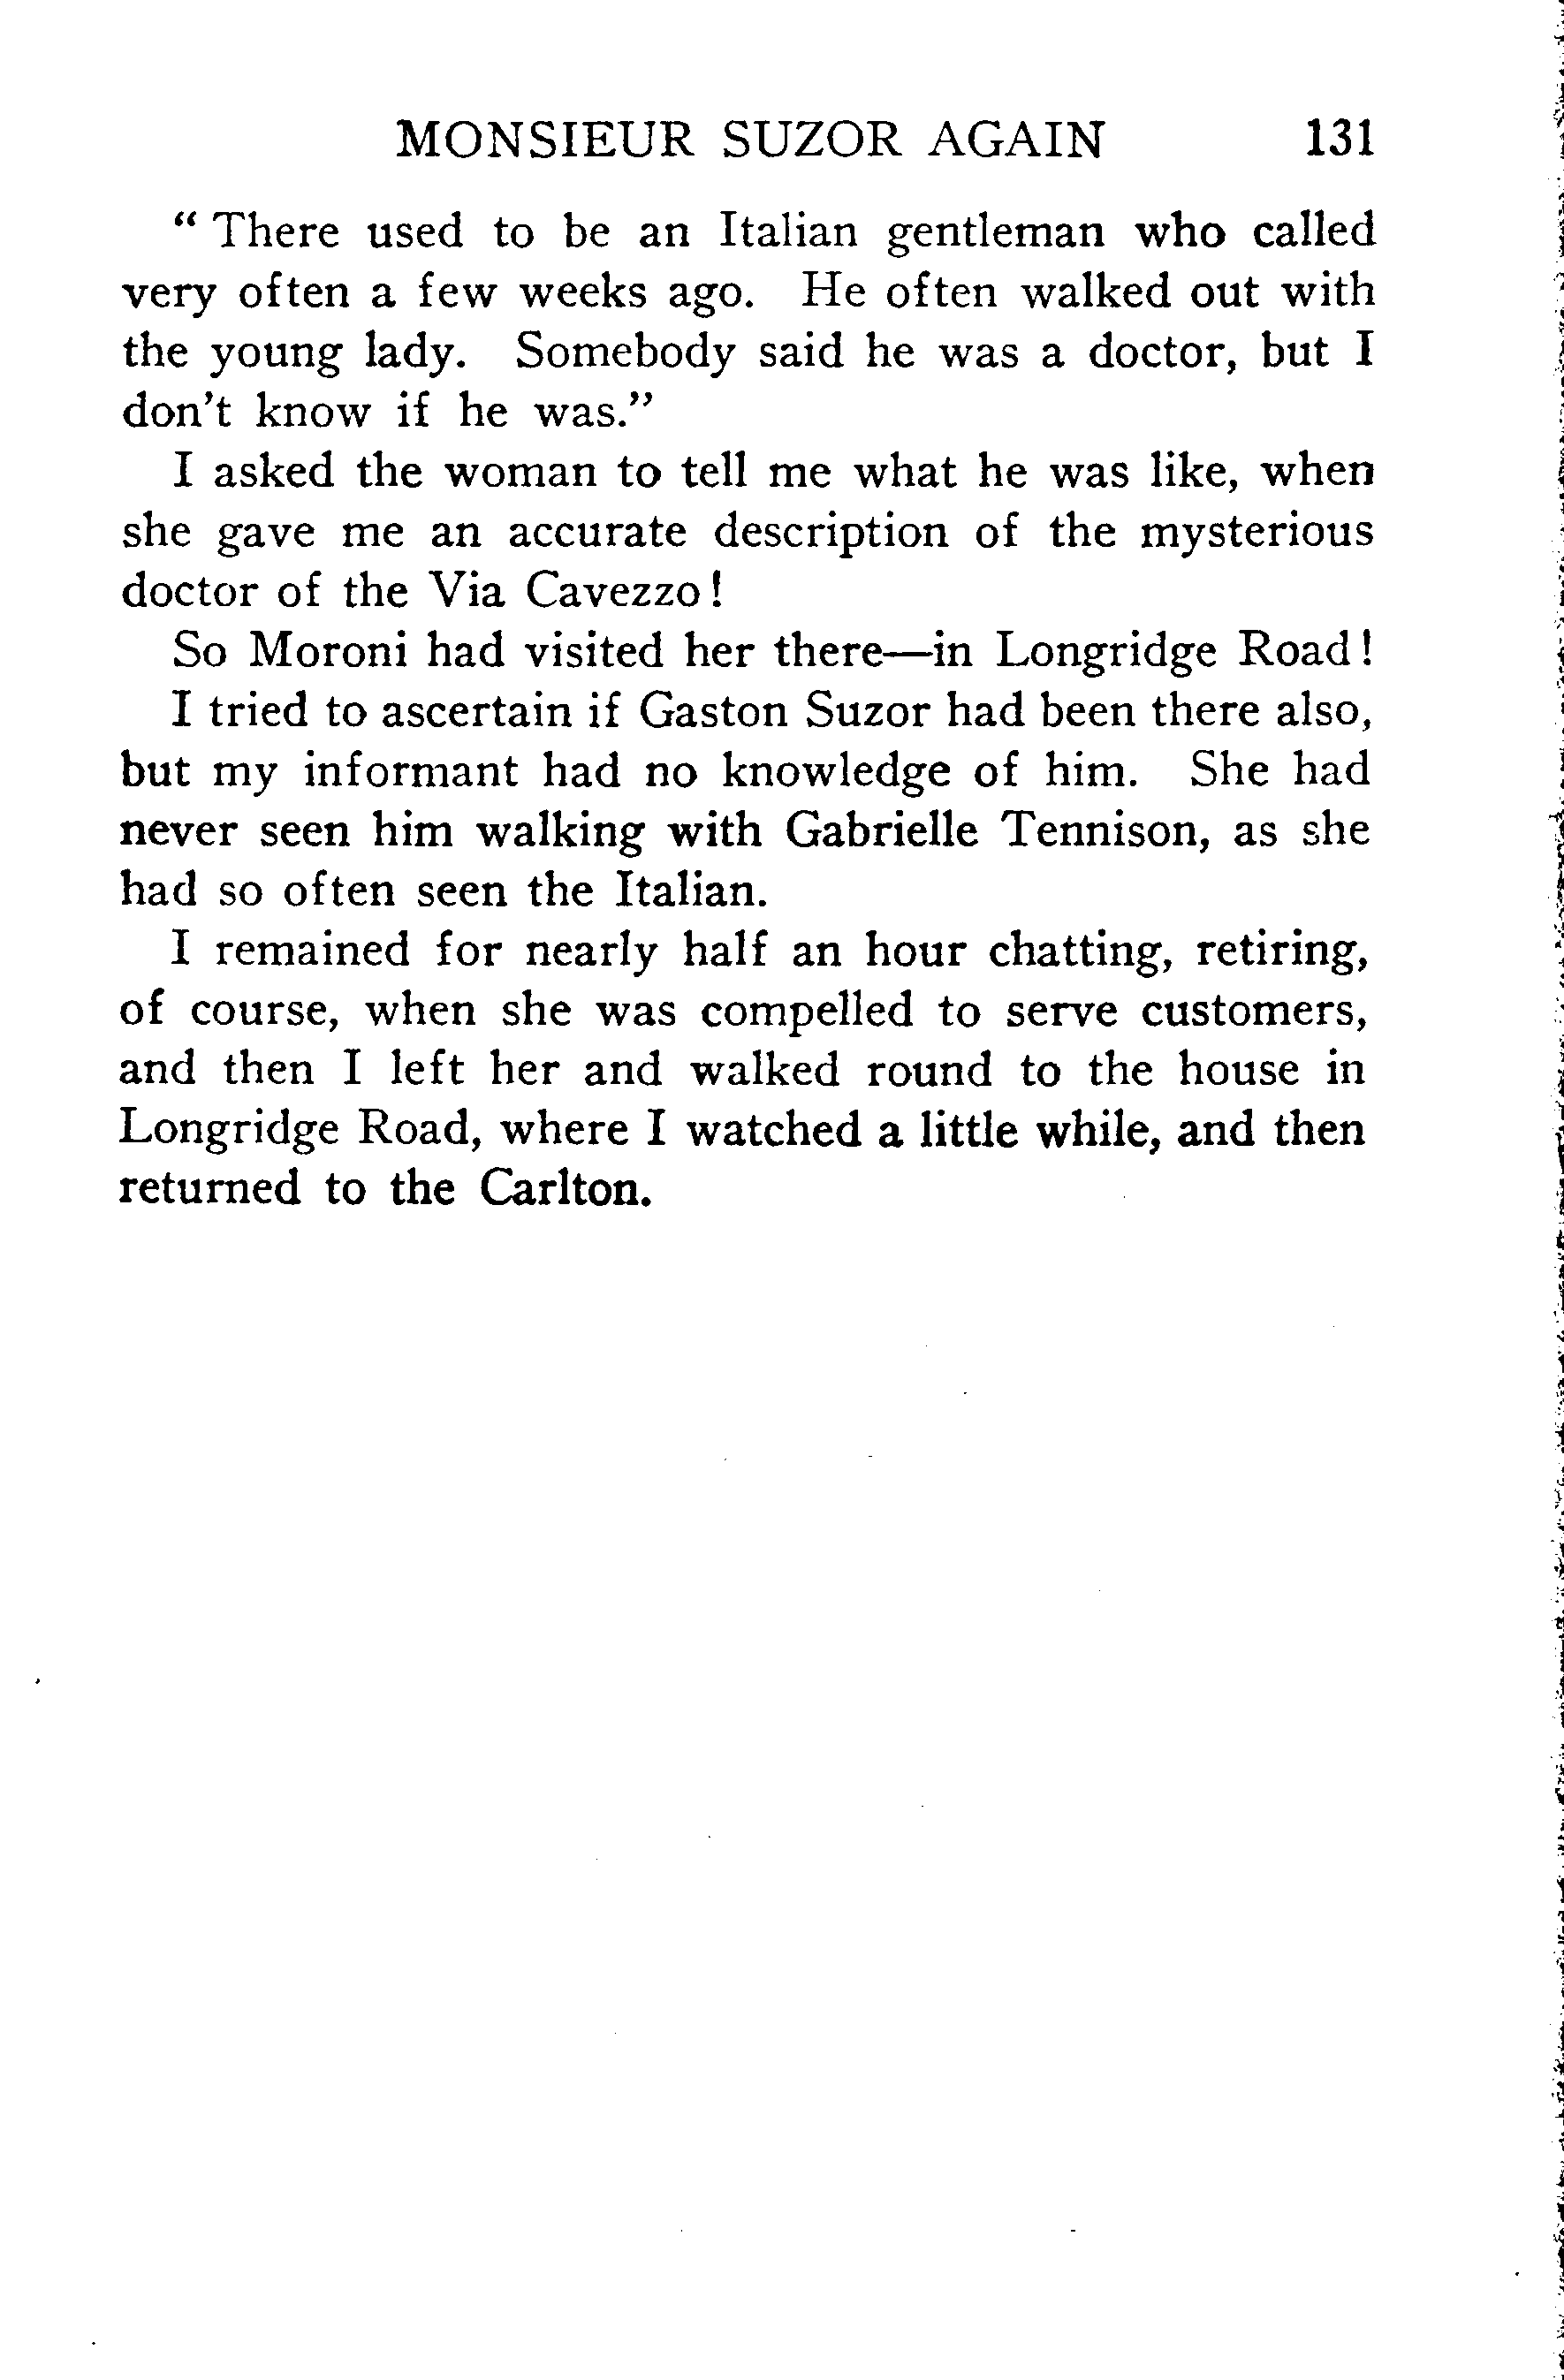 MONSIEUR SUZOR AGAIN 131
“ There used to be an Italian gentleman who called
very often a few weeks ago. He often walked out with
the young lady. Somebody said he was a doctor, but I
don't know if he was.”
I asked the woman to tell me what he was like, when
she gave me an accurate description of the mysterious
doctor of the Via Cavezzo !
So Moroni had visited her there—in Longridge Road !
I tried to ascertain if Gaston Suzor had been there also,
but my informant had no knowledge of him. She had
never seen him walking with Gabrielle Tennison, as she
had so often seen the Italian.
I remained for nearly half an hour chatting, retiring,
of course, when she was compelled to serve customers,
and then I left her and walked round to the house in
Longridge Road, where I watched a little while, and then
returned to the Carlton.